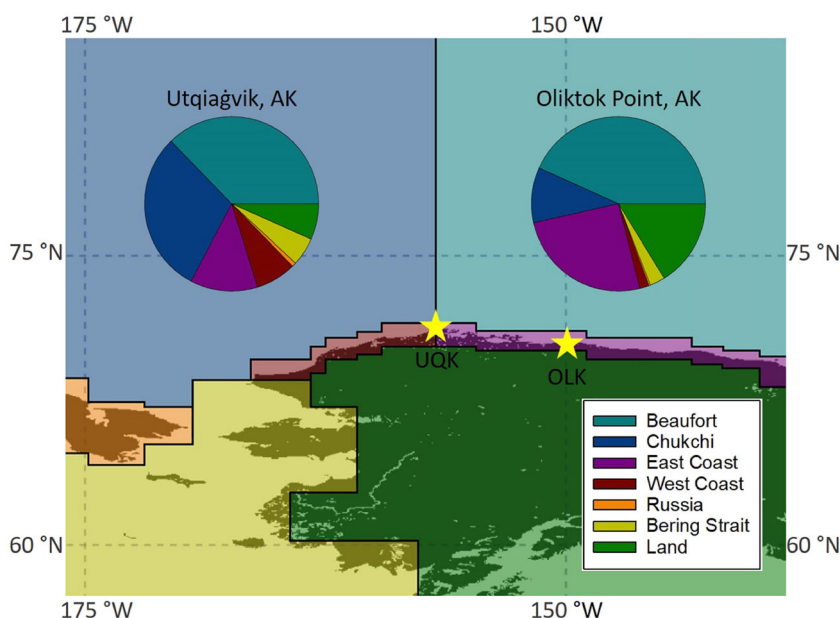 175 °W
150 °W
Utqiaġvik, AK
Oliktok Point, AK
75 °N
75 °N
UQK
OLK
Beaufort
Chukchi
East Coast
West Coast
Russia
Bering Strait
Land
60 °N
60 °N
175 °W
150 °W